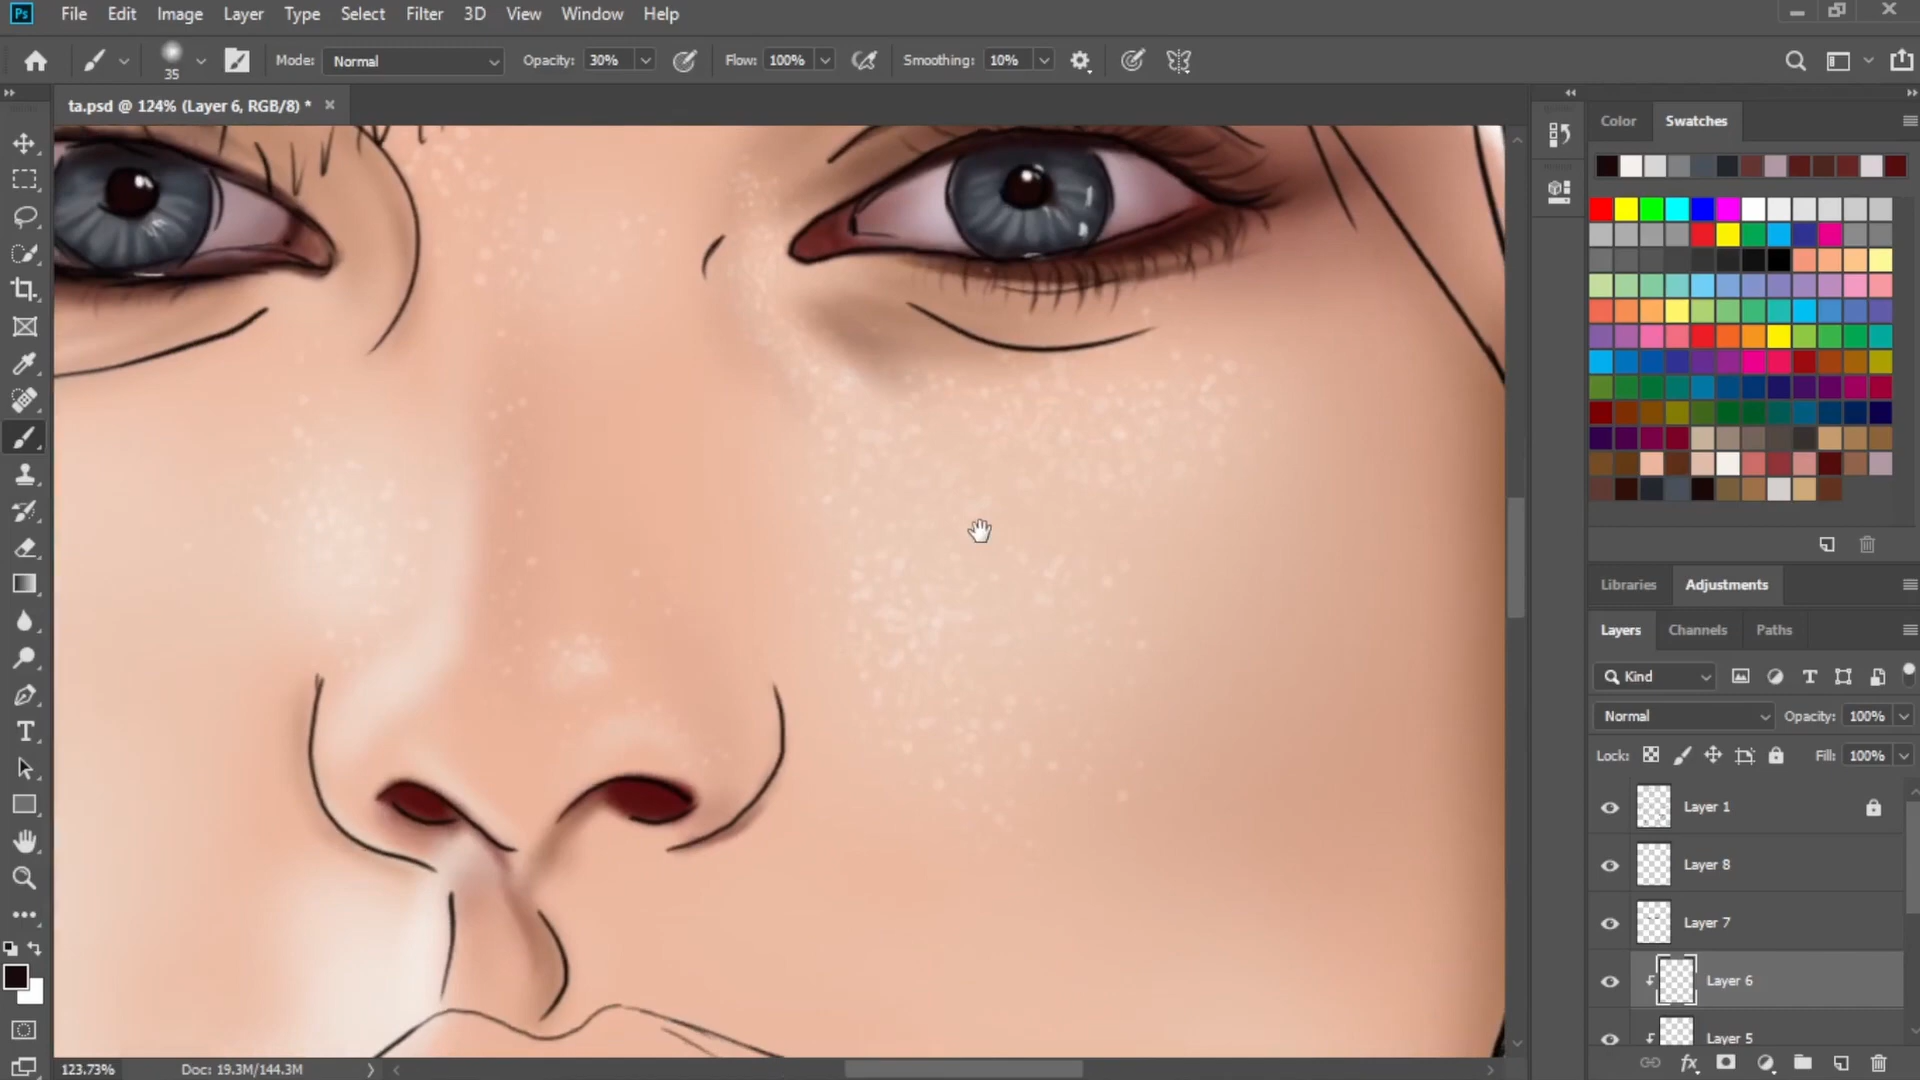 Ps File Edit Image Layer Type Select Filter 3D View Window Help
35 Mode: Normal Opacity: 30% Flow: 100% Smoothing: 10%
ta.psd @ 124% (Layer 6, RGB/8) * ×
Color Swatches
Libraries Adjustments
Layers Channels Paths
Kind
Normal Opacity: 100%
Lock: Fill: 100%
Layer 1
Layer 8
Layer 7
Layer 6
Layer 5
fx
123.73% Doc: 19.3M/144.3M